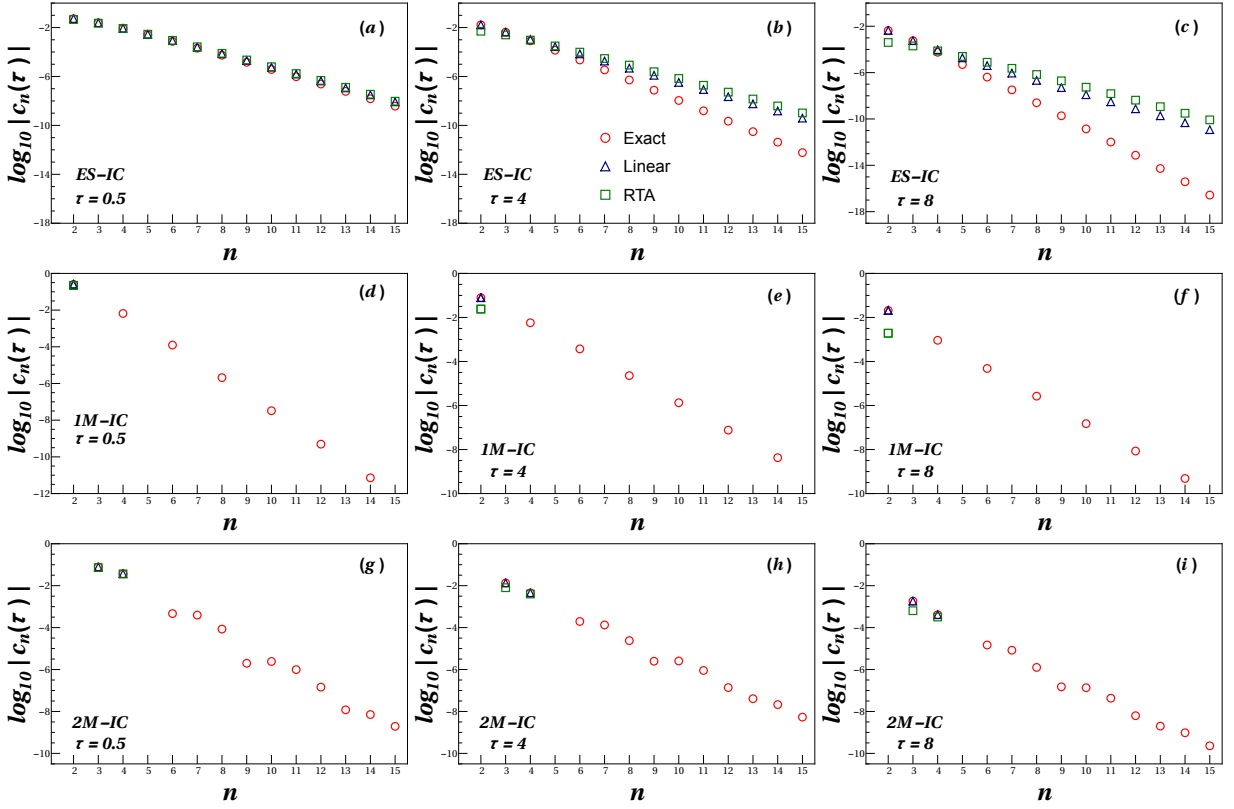 log10 | cn(τ) |
-2
-6
-10
-14
-18
(a)
ES-IC
τ = 0.5
2 3 4 5 6 7 8 9 10 11 12 13 14 15
n
log10 | cn(τ) |
-2
-6
-10
-14
-18
(b)
Exact
Linear
RTA
ES-IC
τ = 4
2 3 4 5 6 7 8 9 10 11 12 13 14 15
n
log10 | cn(τ) |
-2
-6
-10
-14
-18
(c)
ES-IC
τ = 8
2 3 4 5 6 7 8 9 10 11 12 13 14 15
n
log10 | cn(τ) |
0
-2
-4
-6
-8
-10
-12
(d)
1M-IC
τ = 0.5
2 3 4 5 6 7 8 9 10 11 12 13 14 15
n
log10 | cn(τ) |
0
-2
-4
-6
-8
-10
(e)
1M-IC
τ = 4
2 3 4 5 6 7 8 9 10 11 12 13 14 15
n
log10 | cn(τ) |
0
-2
-4
-6
-8
-10
(f)
1M-IC
τ = 8
2 3 4 5 6 7 8 9 10 11 12 13 14 15
n
log10 | cn(τ) |
0
-2
-4
-6
-8
-10
(g)
2M-IC
τ = 0.5
2 3 4 5 6 7 8 9 10 11 12 13 14 15
n
log10 | cn(τ) |
0
-2
-4
-6
-8
-10
(h)
2M-IC
τ = 4
2 3 4 5 6 7 8 9 10 11 12 13 14 15
n
log10 | cn(τ) |
0
-2
-4
-6
-8
-10
(i)
2M-IC
τ = 8
2 3 4 5 6 7 8 9 10 11 12 13 14 15
n